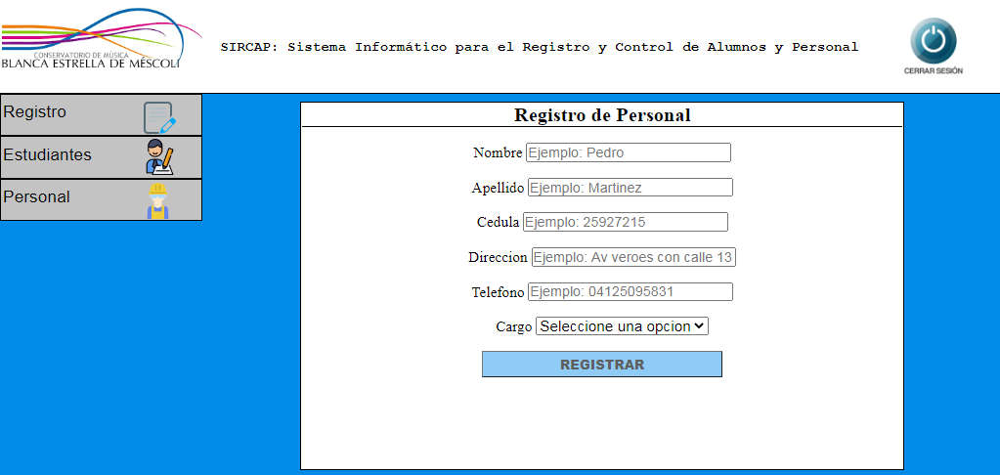 CONSERVATORIO DE MÚSICA
BLANCA ESTRELLA DE MÉSCOLI
SIRCAP: Sistema Informático para el Registro y Control de Alumnos y Personal
CERRAR SESIÓN
Registro
Estudiantes
Personal
Registro de Personal
Nombre Ejemplo: Pedro
Apellido Ejemplo: Martinez
Cedula Ejemplo: 25927215
Direccion Ejemplo: Av veroes con calle 13
Telefono Ejemplo: 04125095831
Cargo Seleccione una opcion
REGISTRAR